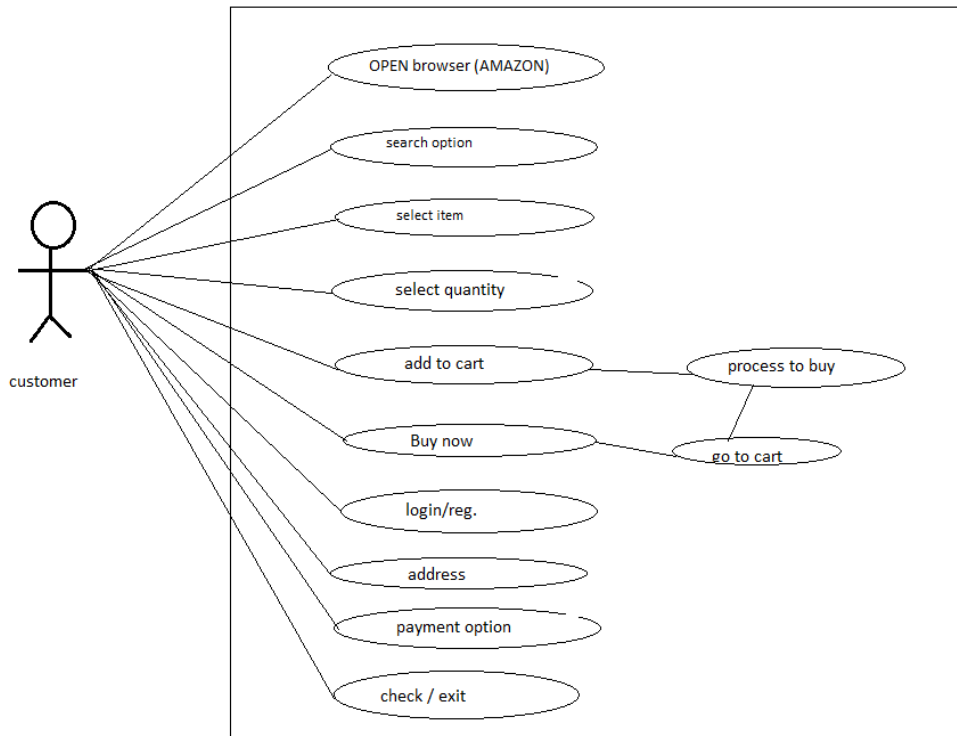 OPEN browser (AMAZON)
search option
select item
select quantity
add to cart
process to buy
customer
Buy now
go to cart
login/reg.
address
payment option
check / exit